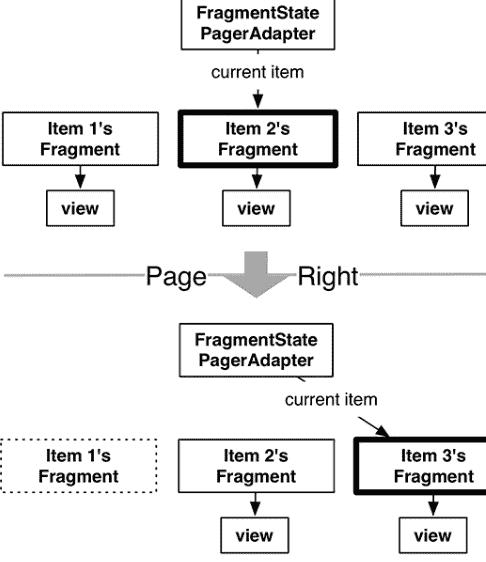 FragmentState
PagerAdapter
current item
Item 1's
Fragment
Item 2's
Fragment
Item 3's
Fragment
view
view
view
Page Right
FragmentState
PagerAdapter
current item
Item 1's
Fragment
Item 2's
Fragment
Item 3's
Fragment
view
view